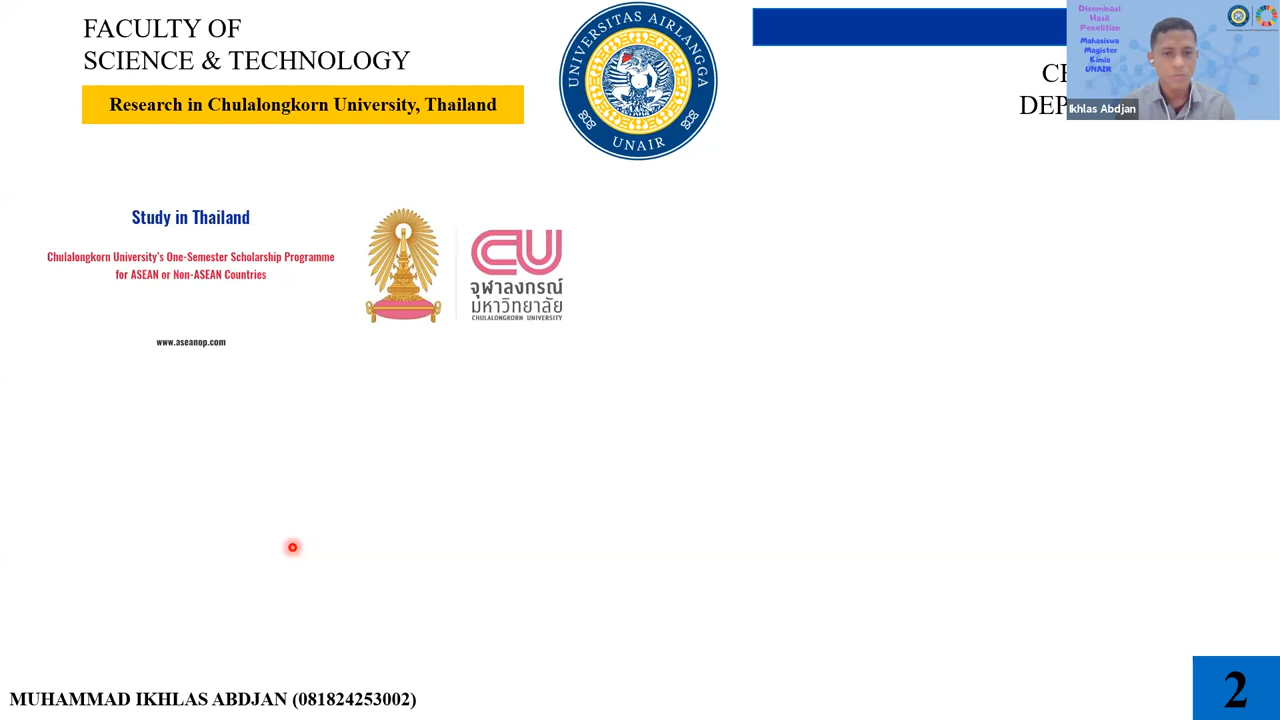 FACULTY OF
SCIENCE & TECHNOLOGY
Research in Chulalongkorn University, Thailand
UNIVERSITAS AIRLANGGA
UNAIR
Diseminasi
Hasil
Penelitian
Mahasiswa
Magister
Kimia
UNAIR
Ikhlas Abdjan
Study in Thailand
Chulalongkorn University's One-Semester Scholarship Programme
for ASEAN or Non-ASEAN Countries
www.aseanop.com
CU
จุฬาลงกรณ์
มหาวิทยาลัย
CHULALONGKORN UNIVERSITY
MUHAMMAD IKHLAS ABDJAN (081824253002)
2